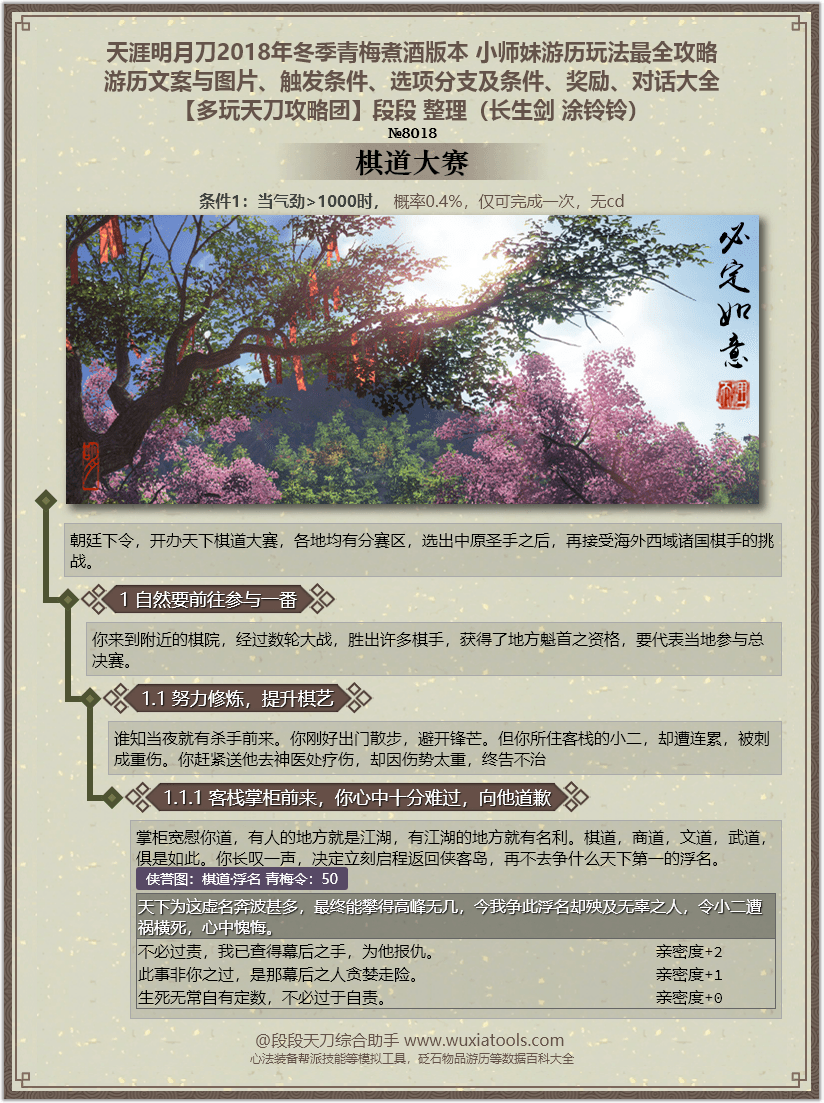 天涯明月刀2018年冬季青梅煮酒版本 小师妹游历玩法最全攻略
游历文案与图片、触发条件、选项分支及条件、奖励、对话大全
【多玩天刀攻略团】段段 整理（长生剑 涂铃铃）
№8018
棋道大赛
条件1：当气劲>1000时， 概率0.4%，仅可完成一次，无cd
必定如意
朝廷下令，开办天下棋道大赛，各地均有分赛区，选出中原圣手之后，再接受海外西域诸国棋手的挑
战。
1 自然要前往参与一番
你来到附近的棋院，经过数轮大战，胜出许多棋手，获得了地方魁首之资格，要代表当地参与总
决赛。
1.1 努力修炼，提升棋艺
谁知当夜就有杀手前来。你刚好出门散步，避开锋芒。但你所住客栈的小二，却遭连累，被刺
成重伤。你赶紧送他去神医处疗伤，却因伤势太重，终告不治
1.1.1 客栈掌柜前来，你心中十分难过，向他道歉
掌柜宽慰你道，有人的地方就是江湖，有江湖的地方就有名利。棋道，商道，文道，武道，
俱是如此。你长叹一声，决定立刻启程返回侠客岛，再不去争什么天下第一的浮名。
侠营图：棋道·浮名 青梅令：50
天下为这虚名奔波甚多，最终能攀得高峰无几，今我争此浮名却殃及无辜之人，令小二遭
祸横死，心中愧悔。
不必过责，我已查得幕后之手，为他报仇。 亲密度+2
此事非你之过，是那幕后之人贪婪走险。 亲密度+1
生死无常自有定数，不必过于自责。 亲密度+0
@段段天刀综合助手 www.wuxiatools.com
心法装备帮派技能等模拟工具，砭石物品游历等数据百科大全